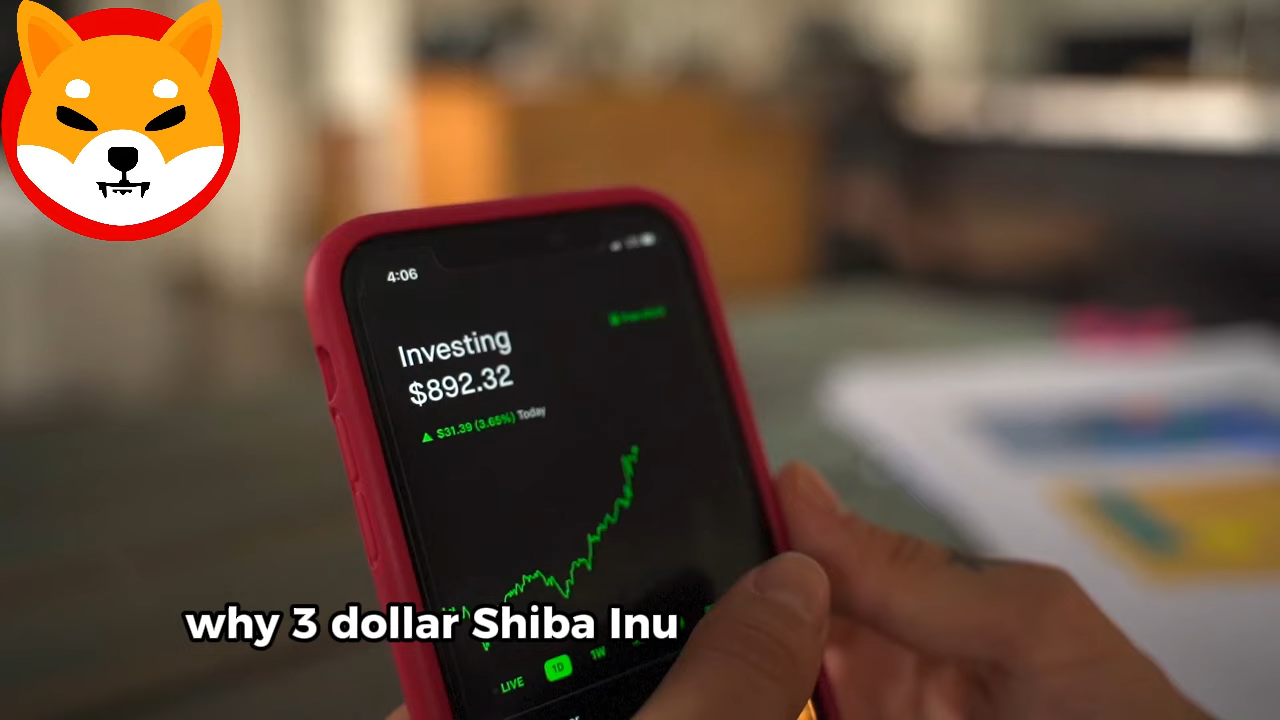 4:06
Investing
$892.32
▲ $31.39 (3.65%) Today
why 3 dollar Shiba Inu
LIVE
1D
1W